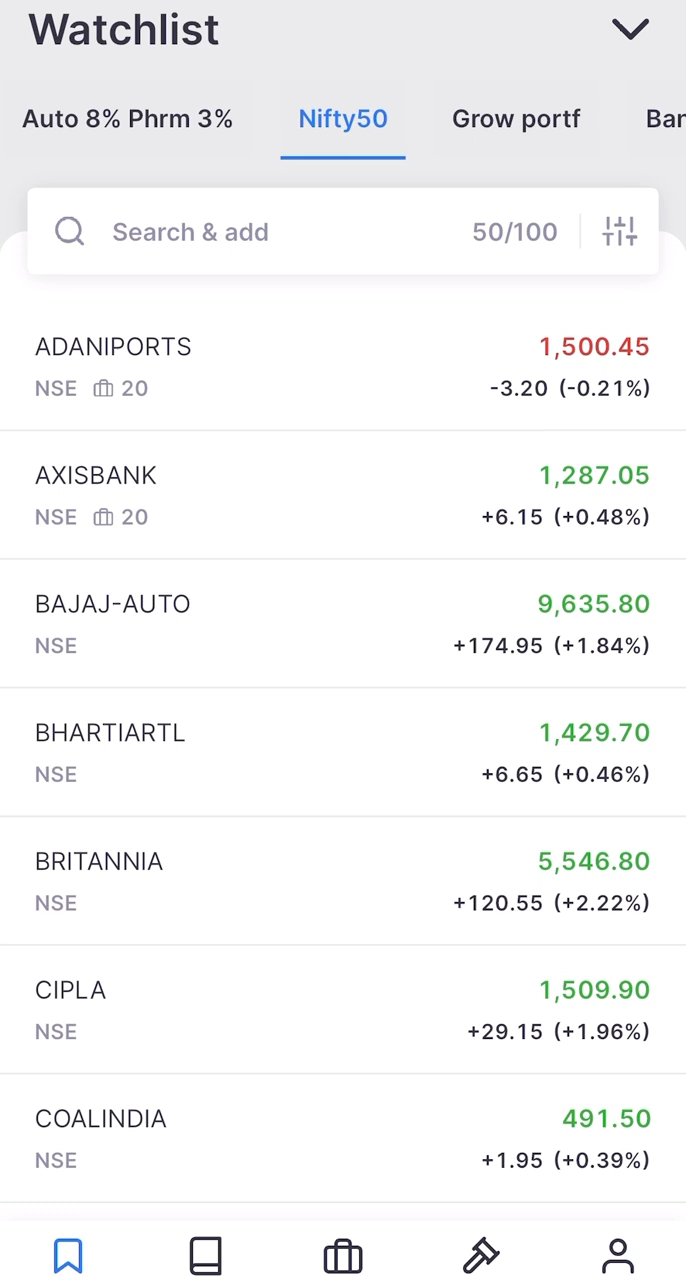 Watchlist
Auto 8% Phrm 3% Nifty50 Grow portf Ban
Search & add 50/100
ADANIPORTS 1,500.45
NSE 20 -3.20 (-0.21%)
AXISBANK 1,287.05
NSE 20 +6.15 (+0.48%)
BAJAJ-AUTO 9,635.80
NSE +174.95 (+1.84%)
BHARTIARTL 1,429.70
NSE +6.65 (+0.46%)
BRITANNIA 5,546.80
NSE +120.55 (+2.22%)
CIPLA 1,509.90
NSE +29.15 (+1.96%)
COALINDIA 491.50
NSE +1.95 (+0.39%)